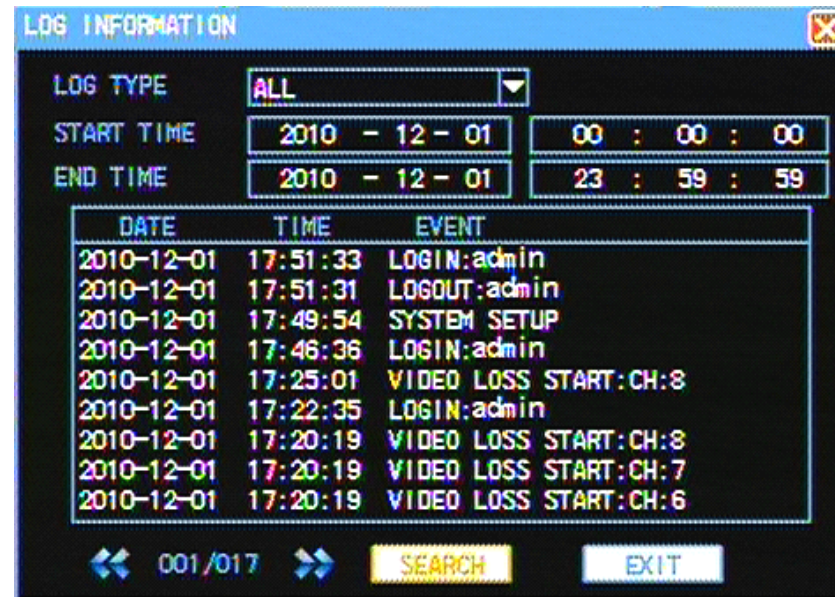 LOG INFORMATION
LOG TYPE ALL
START TIME 2010 - 12 - 01 00 : 00 : 00
END TIME 2010 - 12 - 01 23 : 59 : 59
DATE TIME EVENT
2010-12-01 17:51:33 LOGIN:admin
2010-12-01 17:51:31 LOGOUT:admin
2010-12-01 17:49:54 SYSTEM SETUP
2010-12-01 17:46:36 LOGIN:admin
2010-12-01 17:25:01 VIDEO LOSS START:CH:8
2010-12-01 17:22:35 LOGIN:admin
2010-12-01 17:20:19 VIDEO LOSS START:CH:8
2010-12-01 17:20:19 VIDEO LOSS START:CH:7
2010-12-01 17:20:19 VIDEO LOSS START:CH:6
001/017 SEARCH EXIT